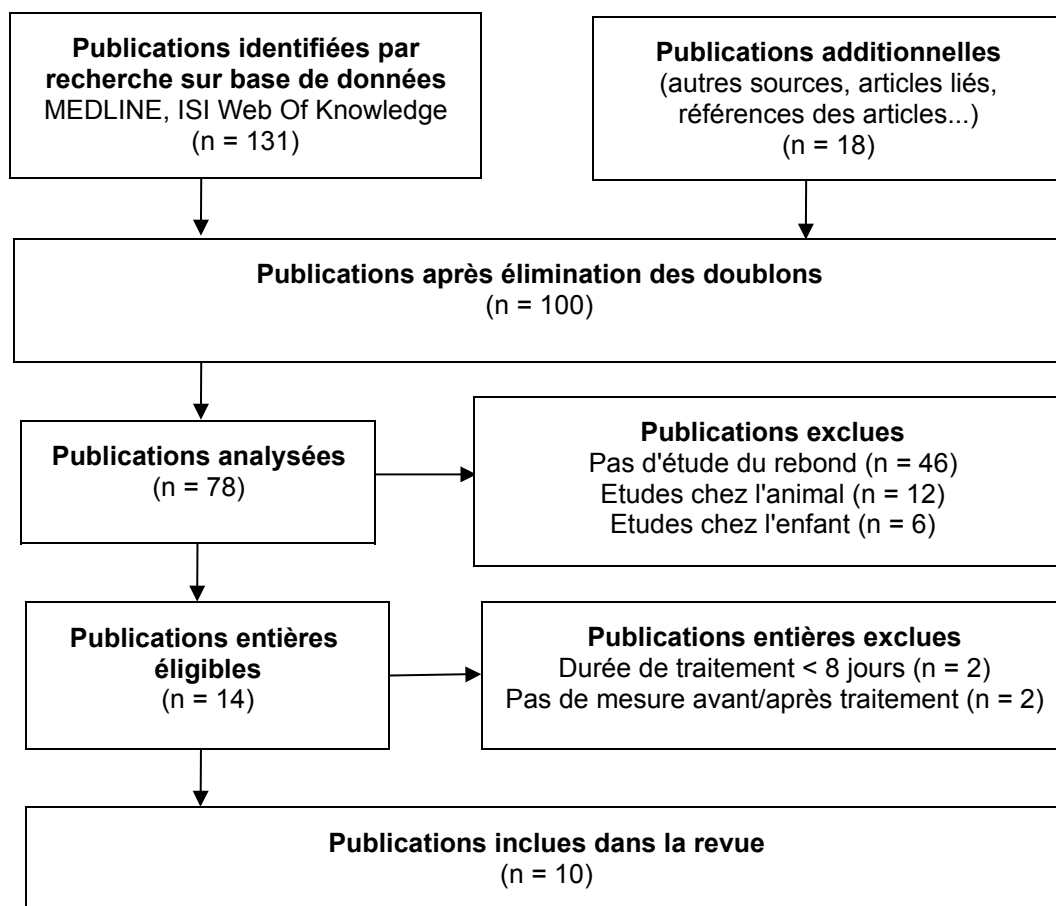 Publications identifiées par
recherche sur base de données
MEDLINE, ISI Web Of Knowledge
(n = 131)
Publications additionnelles
(autres sources, articles liés,
références des articles...)
(n = 18)
Publications après élimination des doublons
(n = 100)
Publications analysées
(n = 78)
Publications exclues
Pas d'étude du rebond (n = 46)
Etudes chez l'animal (n = 12)
Etudes chez l'enfant (n = 6)
Publications entières
éligibles
(n = 14)
Publications entières exclues
Durée de traitement < 8 jours (n = 2)
Pas de mesure avant/après traitement (n = 2)
Publications inclues dans la revue
(n = 10)